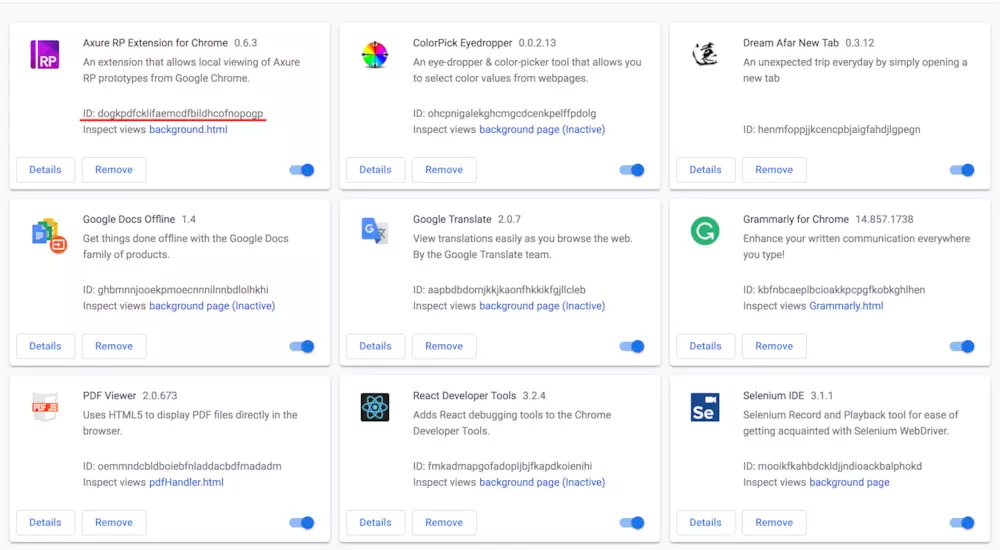 Axure RP Extension for Chrome 0.6.3
An extension that allows local viewing of Axure
RP prototypes from Google Chrome.
ID: dogkpdfcklifaemcdfbildhcofnopogp
Inspect views background.html
Details Remove
RP
ColorPick Eyedropper 0.0.2.13
An eye-dropper & color-picker tool that allows you
to select color values from webpages.
ID: ohcpnigalekghcmgcdcenkpelffpdolg
Inspect views background page (Inactive)
Details Remove
遠
Dream Afar New Tab 0.3.12
An unexpected trip everyday by simply opening a
new tab
ID: henmfoppjjkcencpbjaigfahdjlgpegn
Details Remove
Google Docs Offline 1.4
Get things done offline with the Google Docs
family of products.
ID: ghbmnnjooekpmoecnnnilnnbdlolhkhi
Inspect views background page (Inactive)
Details Remove
G 文
Google Translate 2.0.7
View translations easily as you browse the web.
By the Google Translate team.
ID: aapbdbdomjkkjkaonfhkkikfgjllcleb
Inspect views background page (Inactive)
Details Remove
G
Grammarly for Chrome 14.857.1738
Enhance your written communication everywhere
you type!
ID: kbfnbcaeplbcioakkpcpgfkobkghlhen
Inspect views Grammarly.html
Details Remove
PDF JS
PDF Viewer 2.0.673
Uses HTML5 to display PDF files directly in the
browser.
ID: oemmndcbldboiebfnladdacbdfmadadm
Inspect views pdfHandler.html
Details Remove
React Developer Tools 3.2.4
Adds React debugging tools to the Chrome
Developer Tools.
ID: fmkadmapgofadopljbjfkapdkoienihi
Inspect views background page (Inactive)
Details Remove
Se
Selenium IDE 3.1.1
Selenium Record and Playback tool for ease of
getting acquainted with Selenium WebDriver.
ID: mooikfkahbdckldjjndioackbalphokd
Inspect views background page
Details Remove